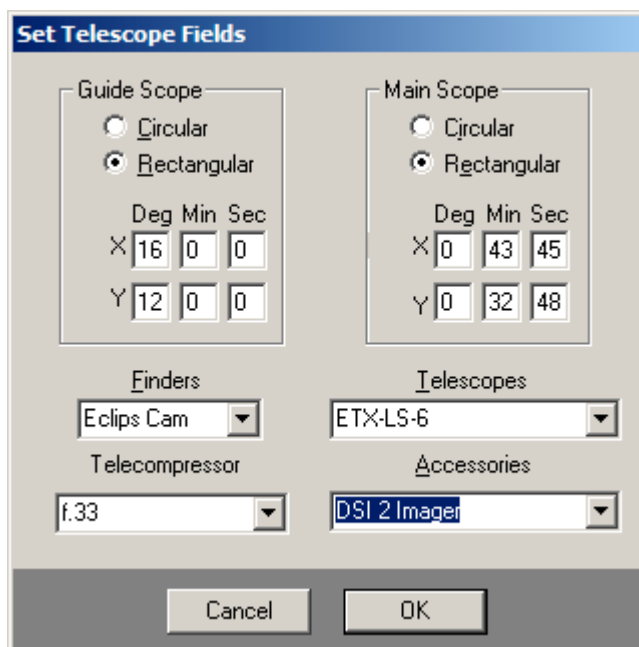 Set Telescope Fields
Guide Scope
Circular
Rectangular
Deg Min Sec
X 16 0 0
Y 12 0 0
Main Scope
Circular
Rectangular
Deg Min Sec
X 0 43 45
Y 0 32 48
Finders
Eclips Cam
Telescopes
ETX-LS-6
Telecompressor
f.33
Accessories
DSI 2 Imager
Cancel
OK